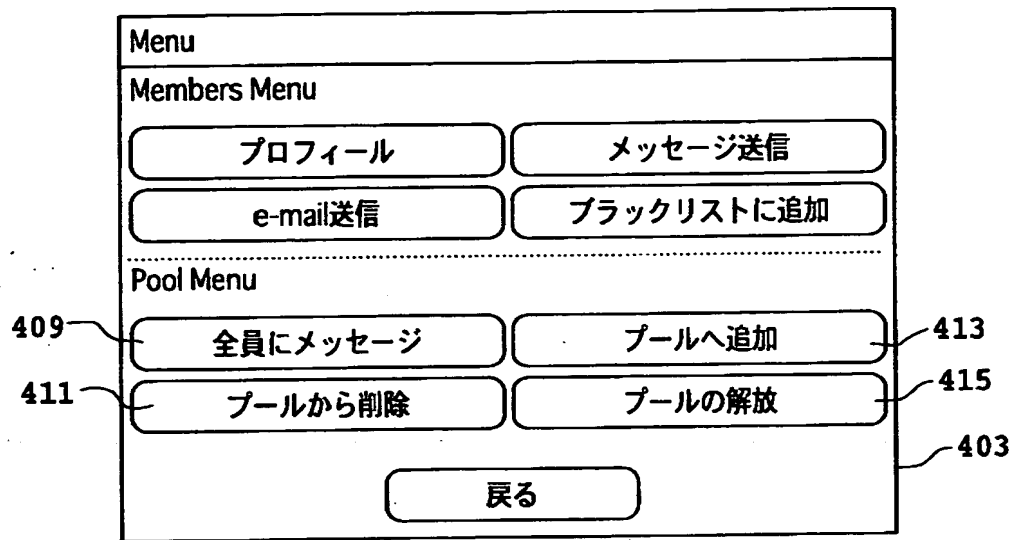 Menu
Members Menu
プロフィール メッセージ送信
e-mail送信 ブラックリストに追加
Pool Menu
409 全員にメッセージ プールへ追加 413
411 プールから削除 プールの解放 415
403
戻る